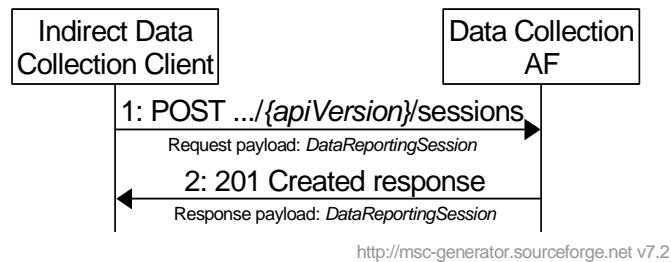 Indirect Data
Collection Client
Data Collection
AF
1: POST .../{apiVersion}/sessions
Request payload: DataReportingSession
2: 201 Created response
Response payload: DataReportingSession
http://msc-generator.sourceforge.net v7.2